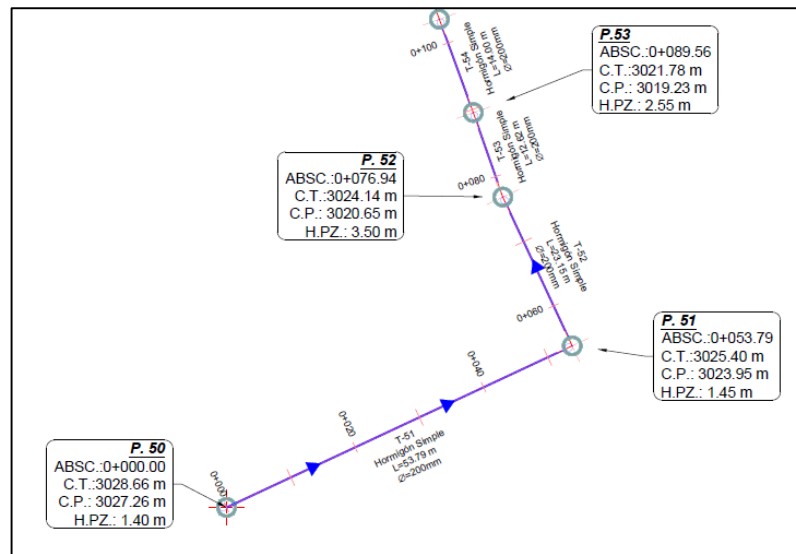 0+100
T-54
Hormigón Simple
L=14.00 m
Ø=200mm
P.53
ABSC.:0+089.56
C.T.:3021.78 m
C.P.: 3019.23 m
H.PZ.: 2.55 m
T-53
Hormigón Simple
L=12.62 m
Ø=200mm
P. 52
ABSC.:0+076.94
C.T.:3024.14 m
C.P.: 3020.65 m
H.PZ.: 3.50 m
0+080
T-52
Hormigón Simple
L=23.15 m
Ø=200mm
0+060
P. 51
ABSC.:0+053.79
C.T.:3025.40 m
C.P.: 3023.95 m
H.PZ.: 1.45 m
0+040
0+020
T-51
Hormigón Simple
L=53.79 m
Ø=200mm
P. 50
ABSC.:0+000.00
C.T.:3028.66 m
C.P.: 3027.26 m
H.PZ.: 1.40 m
0+000